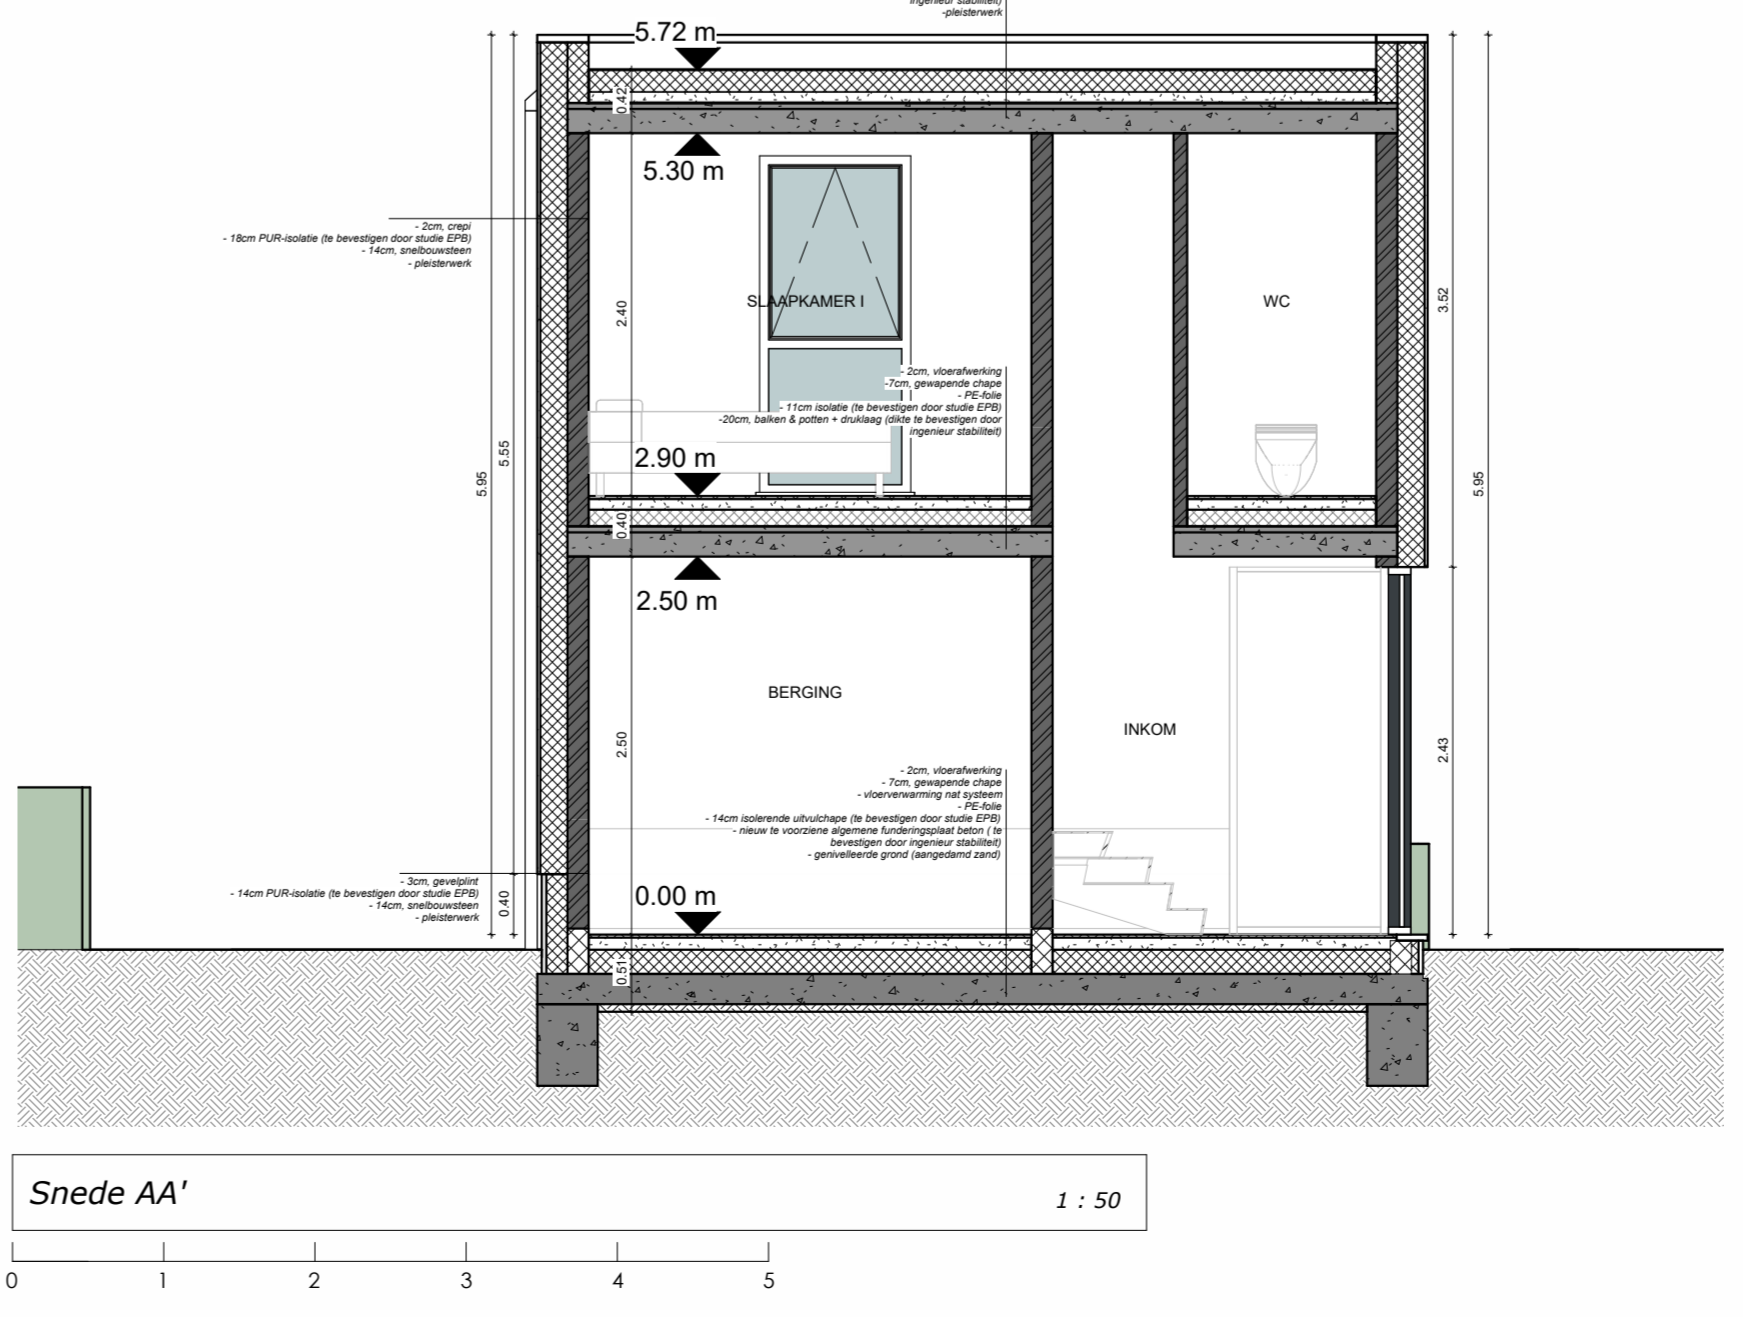 ingenieur stabiliteit)
-pleisterwerk
5.72 m
0.42
5.30 m
- 2cm, crepi
- 18cm PUR-isolatie (te bevestigen door studie EPB)
- 14cm, snelbouwsteen
- pleisterwerk
SLAAPKAMER I
WC
2.40
3.52
- 2cm, vloerafwerking
-7cm, gewapende chape
- PE-folie
- 11cm isolatie (te bevestigen door studie EPB)
-20cm, balken & potten + druklaag (dikte te bevestigen door
ingenieur stabiliteit)
2.90 m
5.95
5.55
5.95
0.40
2.50 m
BERGING
INKOM
2.50
2.43
- 2cm, vloerafwerking
- 7cm, gewapende chape
- vloerverwarming nat systeem
- PE-folie
- 14cm isolerende uitvulchape (te bevestigen door studie EPB)
- nieuw te voorziene algemene funderingsplaat beton ( te
bevestigen door ingenieur stabiliteit)
- genivelleerde grond (aangedamd zand)
- 3cm, gevelplint
- 14cm PUR-isolatie (te bevestigen door studie EPB)
- 14cm, snelbouwsteen
- pleisterwerk
0.40
0.00 m
0.51
Snede AA'
1 : 50
0 1 2 3 4 5